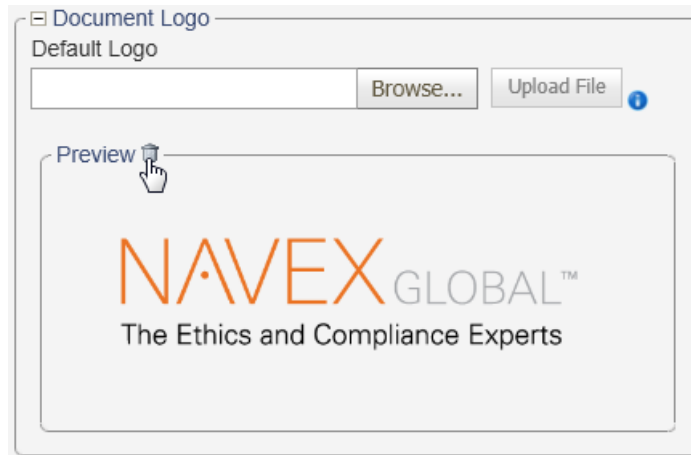 Document Logo
Default Logo
Browse... Upload File
Preview
NAVEX GLOBAL™
The Ethics and Compliance Experts